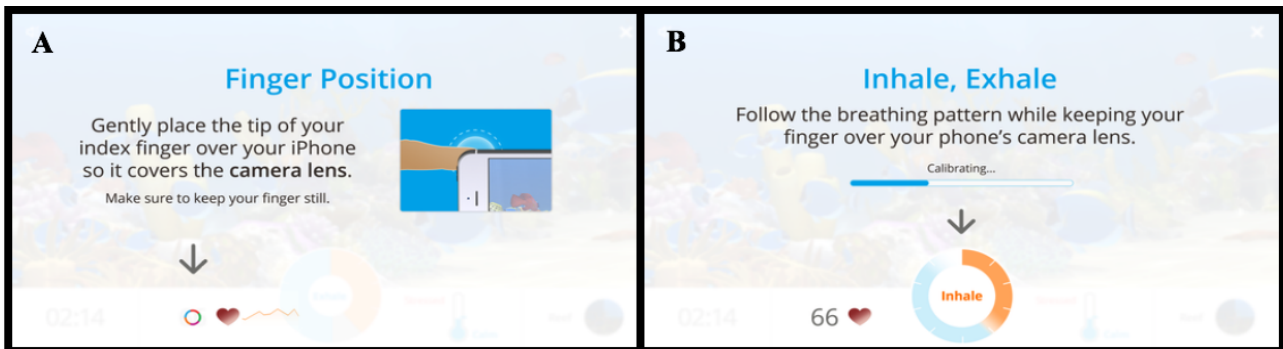 A
Finger Position
Gently place the tip of your
index finger over your iPhone
so it covers the camera lens.
Make sure to keep your finger still.
02:14
B
Inhale, Exhale
Follow the breathing pattern while keeping your
finger over your phone's camera lens.
Calibrating...
Inhale
66
02:14